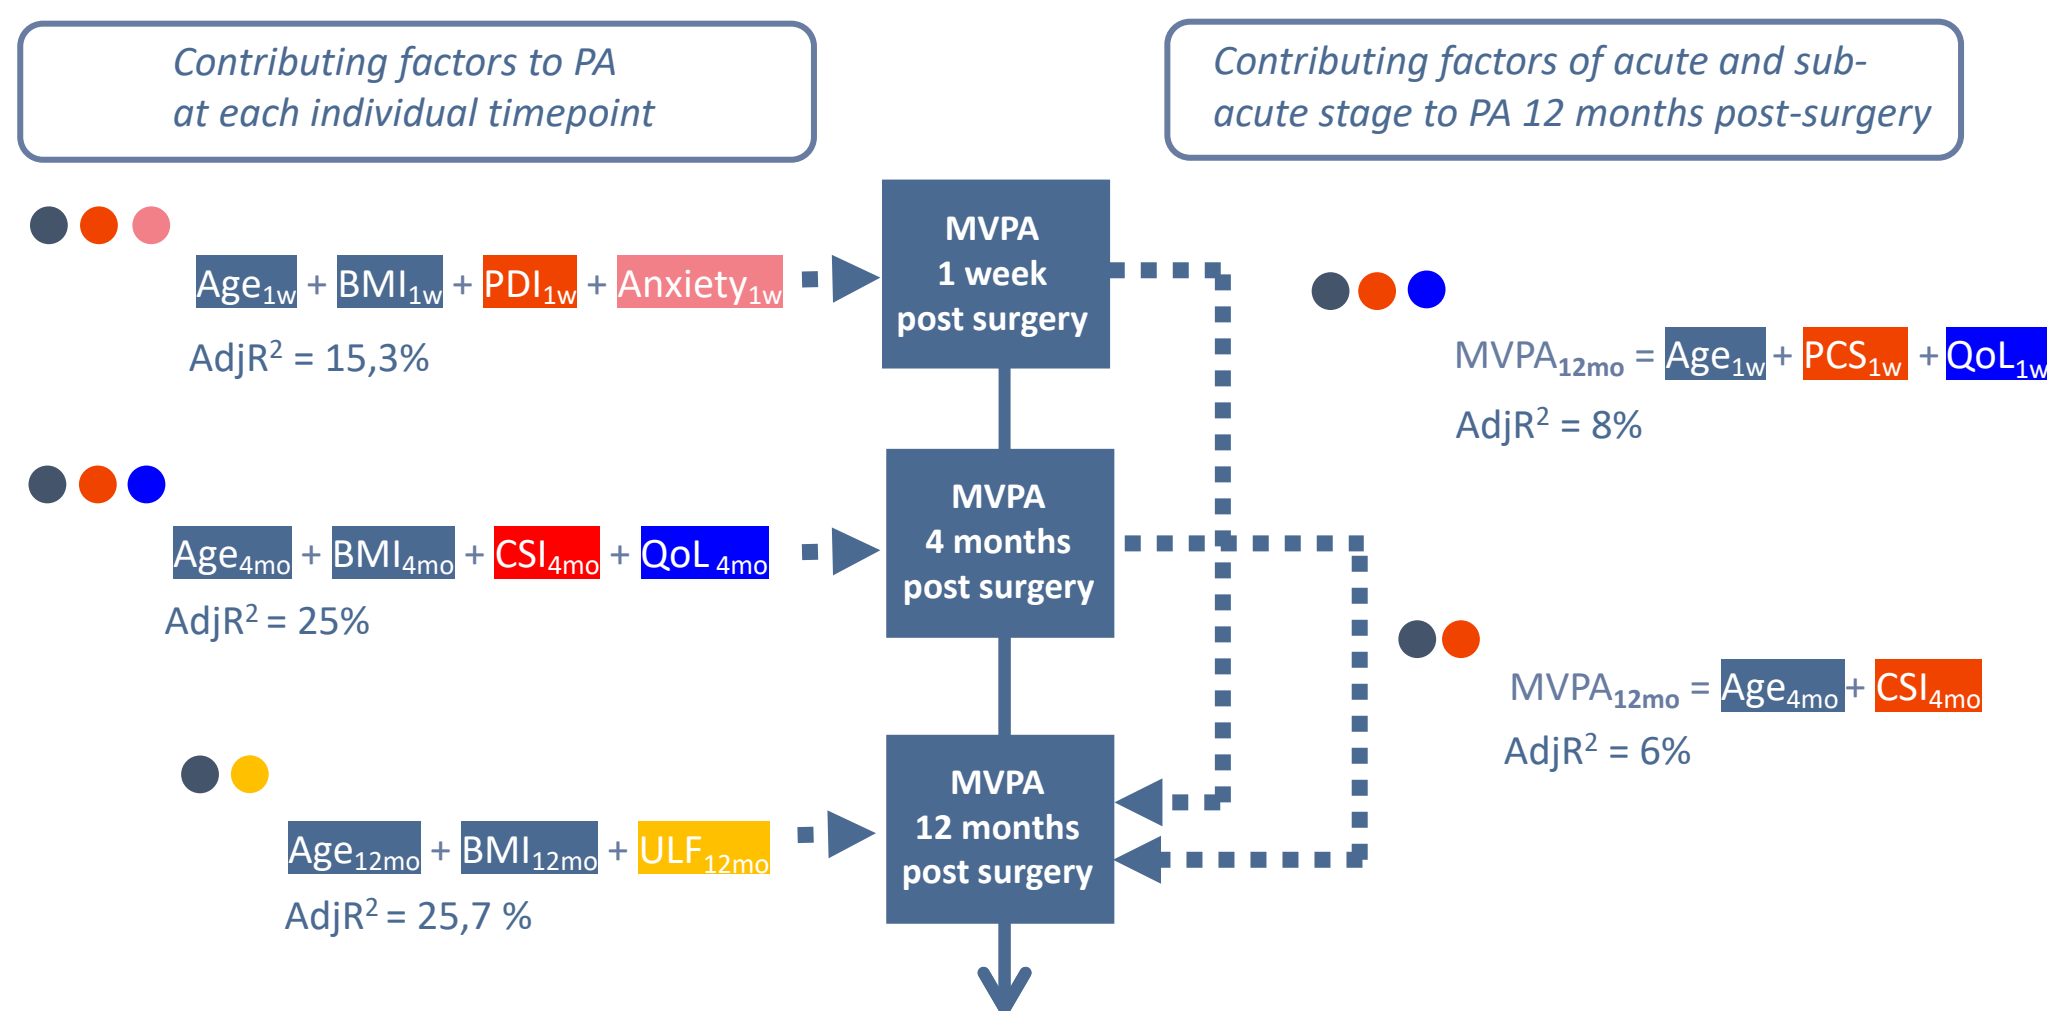 Contributing factors to PA
at each individual timepoint
Contributing factors of acute and sub-
acute stage to PA 12 months post-surgery
MVPA
1 week
post surgery
Age1w + BMI1w + PDI1w + Anxiety1w
AdjR² = 15,3%
MVPA12mo = Age1w + PCS1w + QoL1w
AdjR² = 8%
MVPA
4 months
post surgery
Age4mo + BMI4mo + CSI4mo + QoL 4mo
AdjR² = 25%
MVPA12mo = Age4mo + CSI4mo
AdjR² = 6%
MVPA
12 months
post surgery
Age12mo + BMI12mo + ULF12mo
AdjR² = 25,7 %